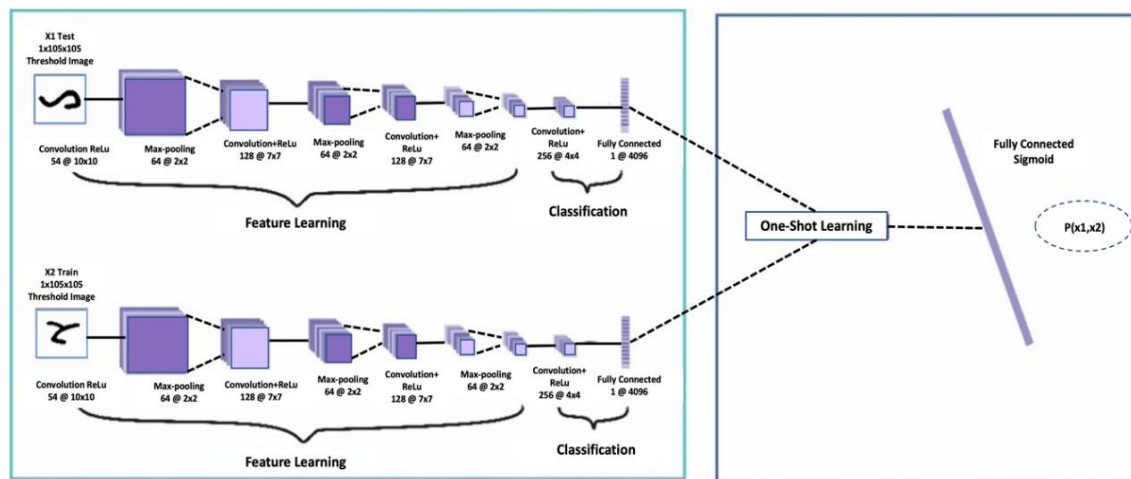 X1 Test
1x105x105
Threshold Image
Convolution ReLu
54 @ 10x10
Max-pooling
64 @ 2x2
Convolution+ReLu
128 @ 7x7
Max-pooling
64 @ 2x2
Convolution+
ReLu
128 @ 7x7
Max-pooling
64 @ 2x2
Convolution+
ReLu
256 @ 4x4
Fully Connected
1 @ 4096
Feature Learning
Classification
X2 Train
1x105x105
Threshold Image
Convolution ReLu
54 @ 10x10
Max-pooling
64 @ 2x2
Convolution+ReLu
128 @ 7x7
Max-pooling
64 @ 2x2
Convolution+
ReLu
128 @ 7x7
Max-pooling
64 @ 2x2
Convolution+
ReLu
256 @ 4x4
Fully Connected
1 @ 4096
Feature Learning
Classification
One-Shot Learning
Fully Connected
Sigmoid
P(x1,x2)